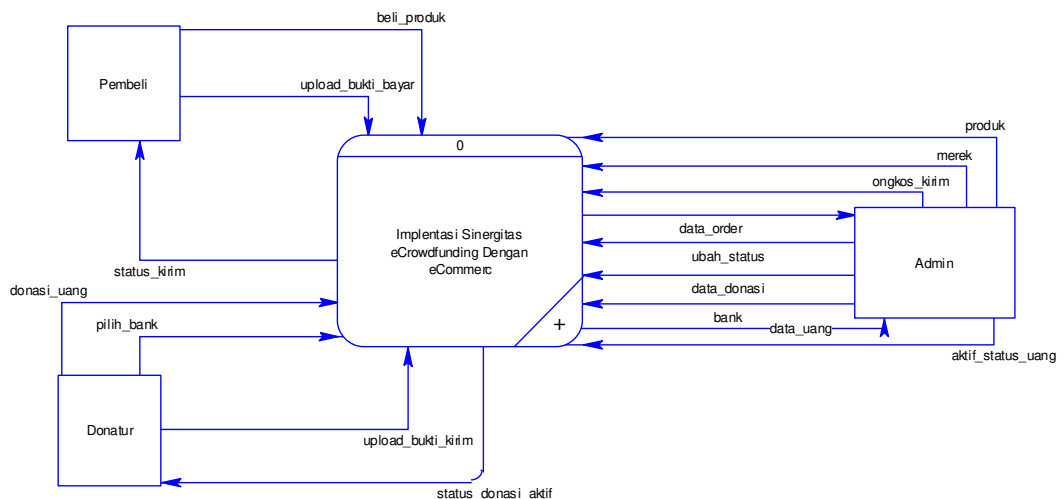 beli_produk
Pembeli
upload_bukti_bayar
produk
0
merek
ongkos_kirim
Implentasi Sinergitas
eCrowdfunding Dengan
eCommerc
data_order
ubah_status
Admin
status_kirim
donasi_uang
data_donasi
pilih_bank
bank
data_uang
+
aktif_status_uang
Donatur
upload_bukti_kirim
status_donasi_aktif